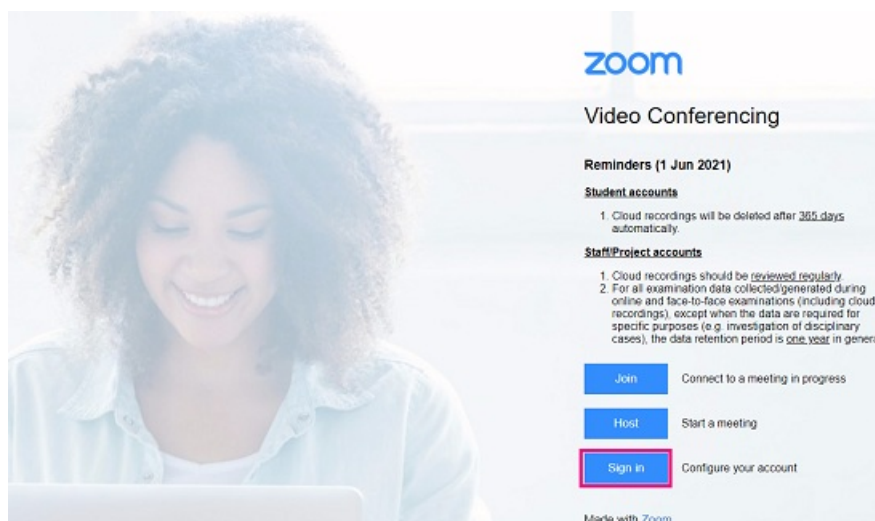 zoom
Video Conferencing
Reminders (1 Jun 2021)
Student accounts
1. Cloud recordings will be deleted after 365 days
automatically.
Staff/Project accounts
1. Cloud recordings should be reviewed regularly.
2. For all examination data collected/generated during
online and face-to-face examinations (including cloud
recordings), except when the data are required for
specific purposes (e.g. investigation of disciplinary
cases), the data retention period is one year in genera
Join Connect to a meeting in progress
Host Start a meeting
Sign in Configure your account
Made with Zoom